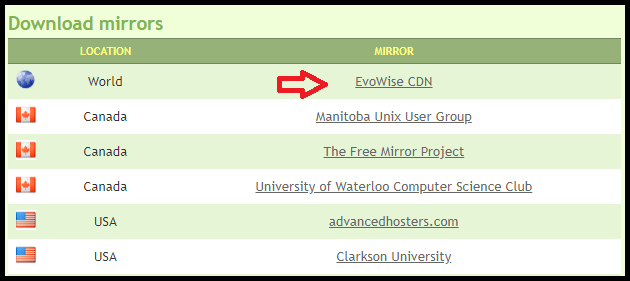 Download mirrors
LOCATION MIRROR
World EvoWise CDN
Canada Manitoba Unix User Group
Canada The Free Mirror Project
Canada University of Waterloo Computer Science Club
USA advancedhosters.com
USA Clarkson University